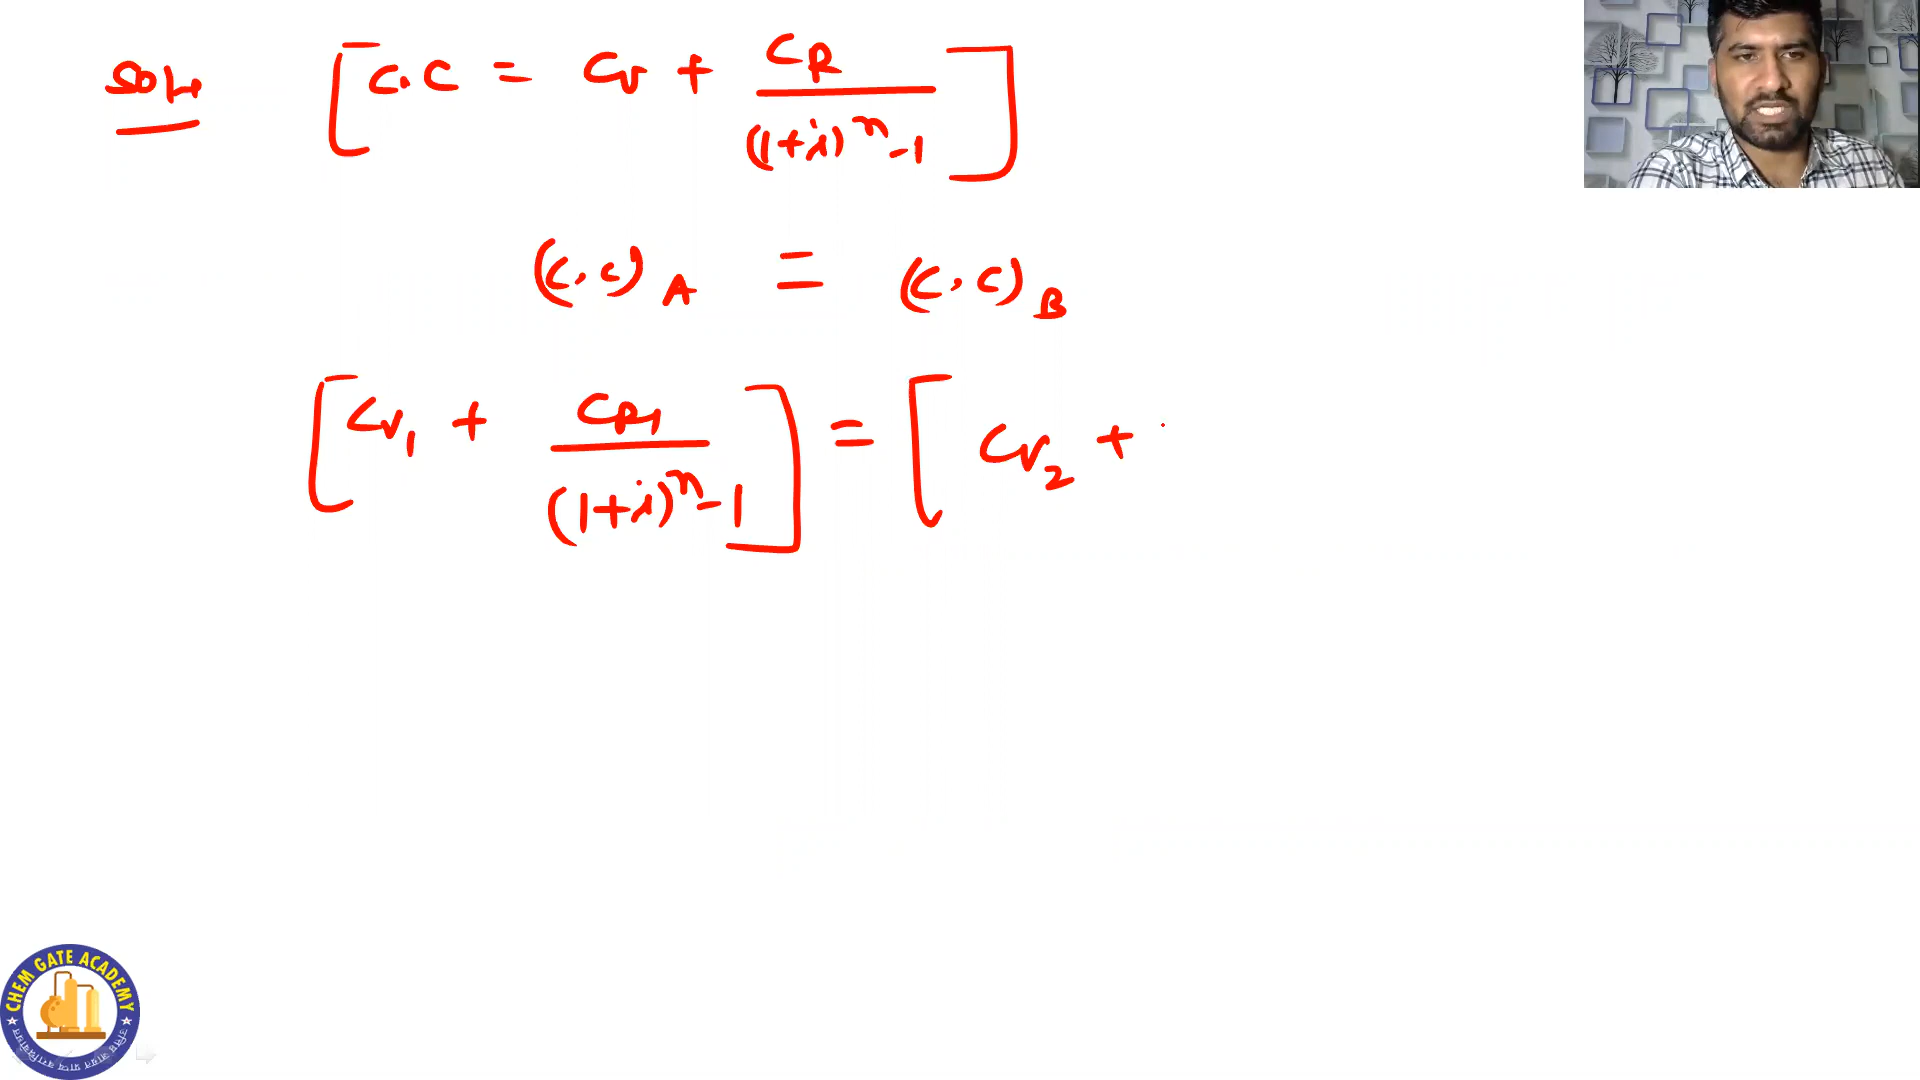 Soln [C.C = Cv + CR / ((1+i)^n - 1)]
(C.C)A = (C.C)B
[Cv1 + CR1 / ((1+i)^n - 1)] = [Cv2 +
CHEM GATE ACADEMY